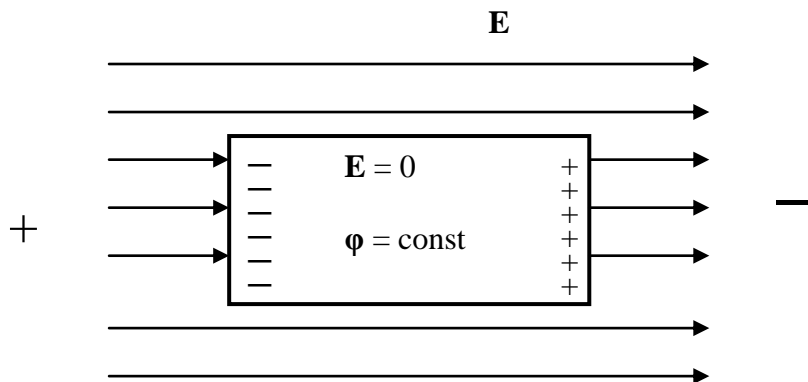 E
E = 0
+ −
φ = const
− +
− +
− +
− +
− +
− +